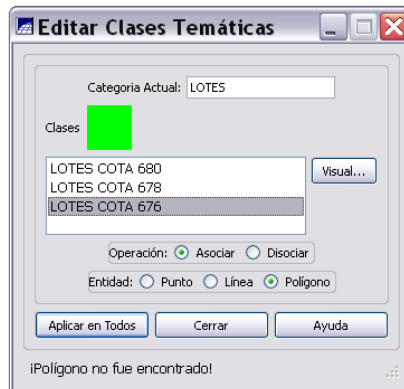 Editar Clases Temáticas
Categoria Actual: LOTES
Clases
LOTES COTA 680
LOTES COTA 678
LOTES COTA 676
Visual...
Operación: Asociar Disociar
Entidad: Punto Línea Polígono
Aplicar en Todos Cerrar Ayuda
¡Polígono no fue encontrado!